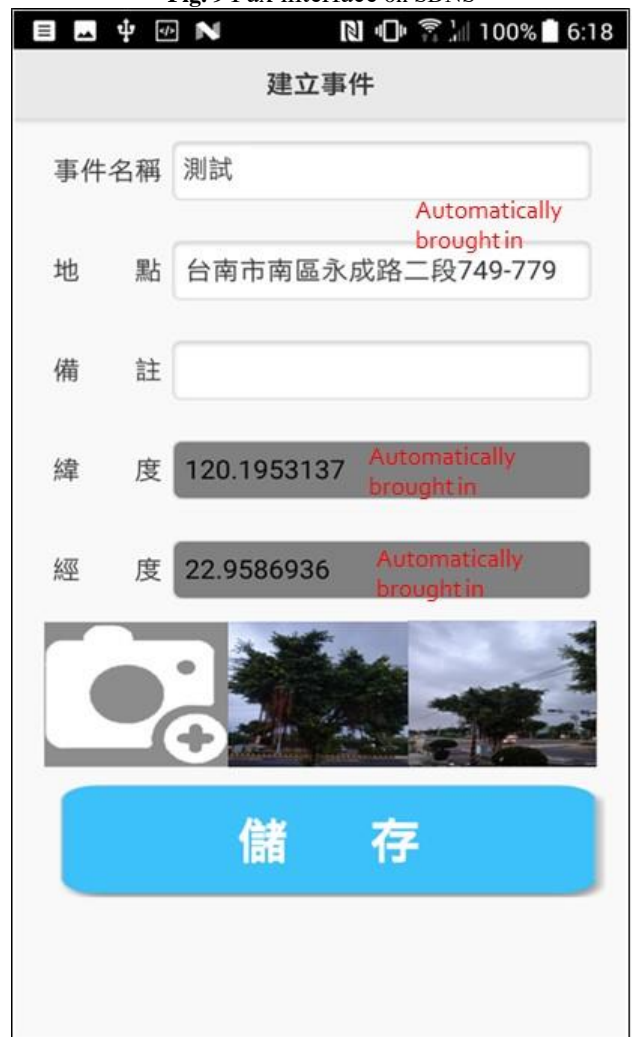 Fig. 9 Fax interface on SDNS
100% 6:18
建立事件
事件名稱 測試
Automatically
brought in
地 點 台南市南區永成路二段749-779
備 註
緯 度 120.1953137 Automatically
brought in
經 度 22.9586936 Automatically
brought in
儲 存